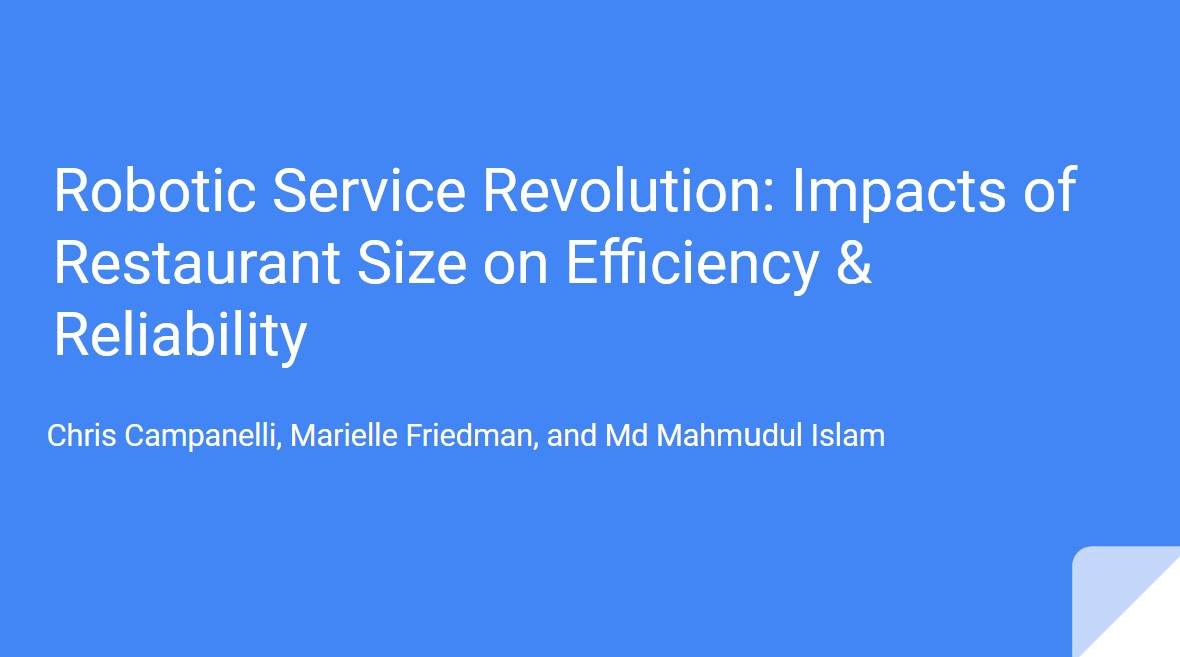 Robotic Service Revolution: Impacts of
Restaurant Size on Efficiency &
Reliability
Chris Campanelli, Marielle Friedman, and Md Mahmudul Islam